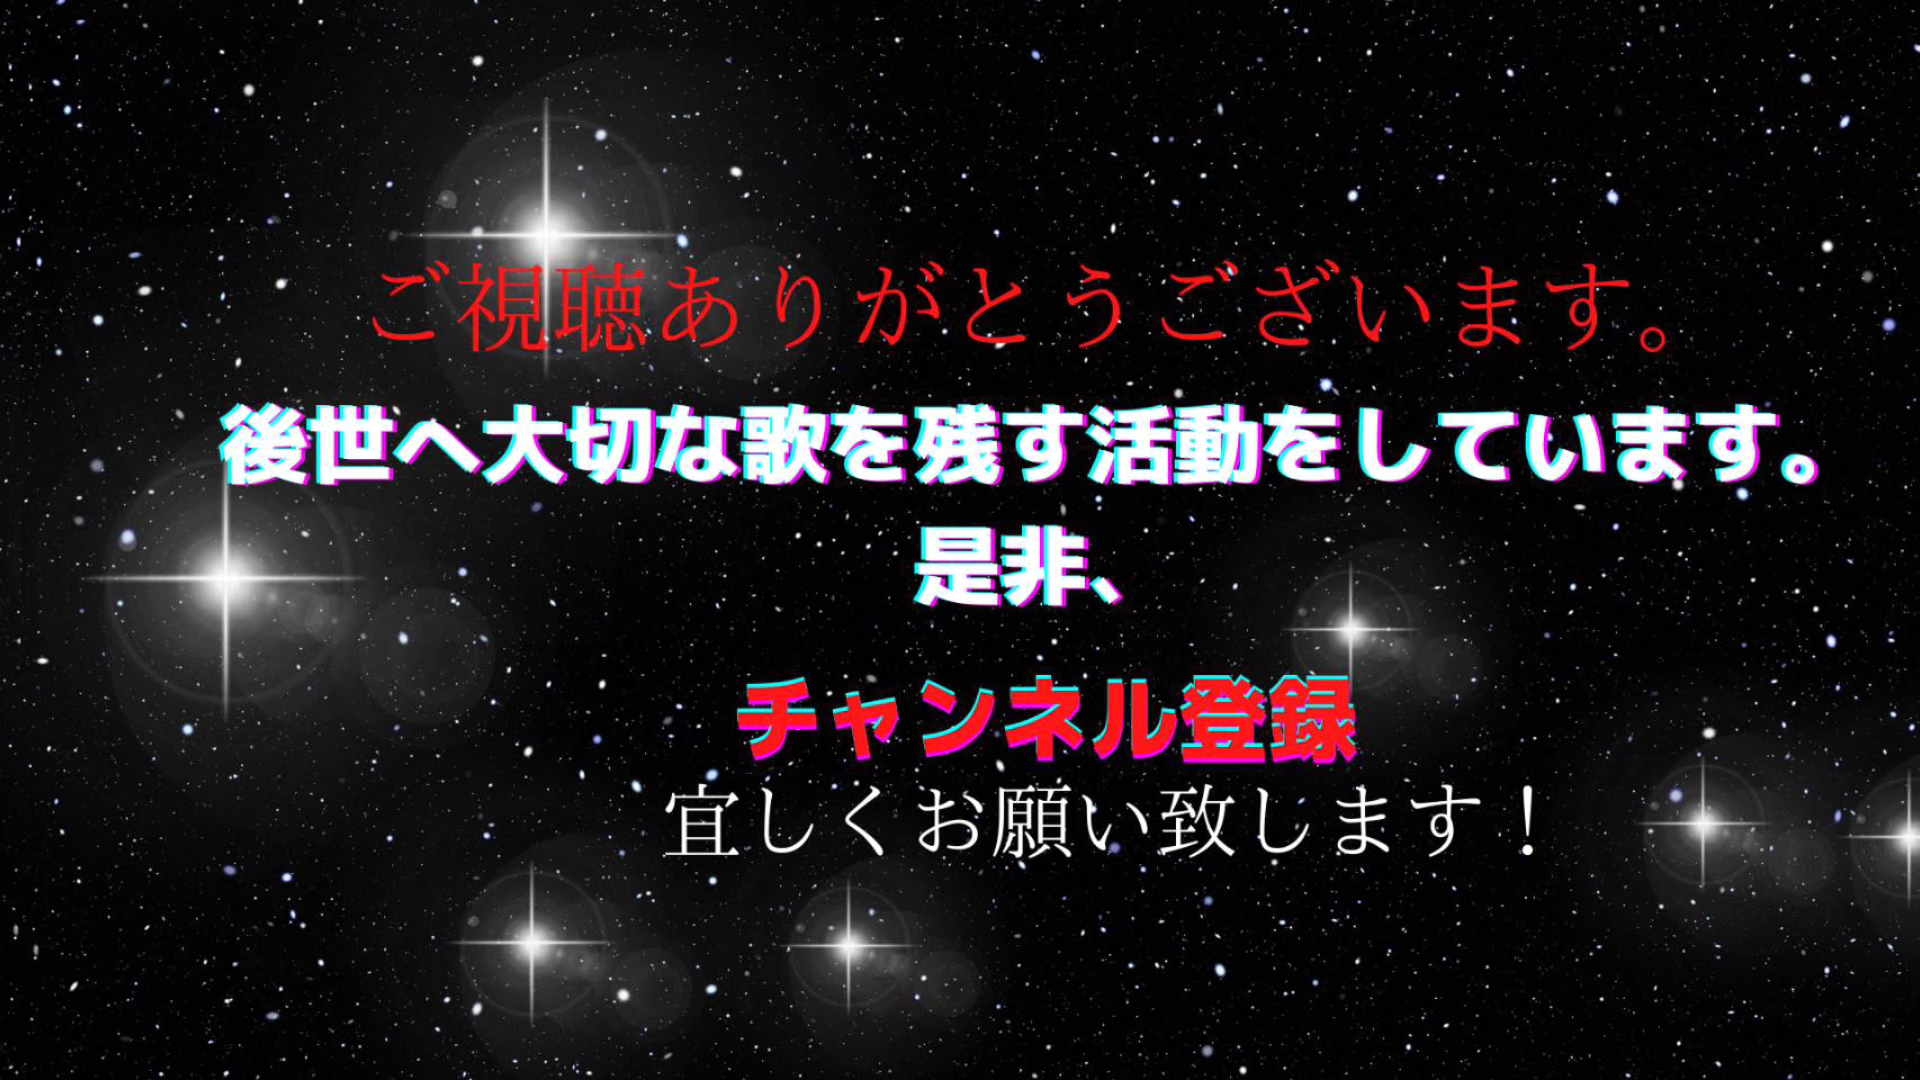 ご視聴ありがとうございます。
後世へ大切な歌を残す活動をしています。
是非、
チャンネル登録
宜しくお願い致します！